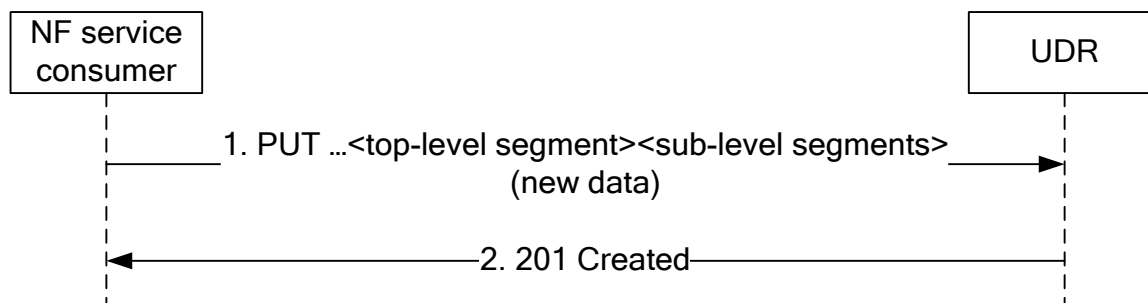 NF service
consumer
UDR
1. PUT …<top-level segment><sub-level segments>
(new data)
2. 201 Created